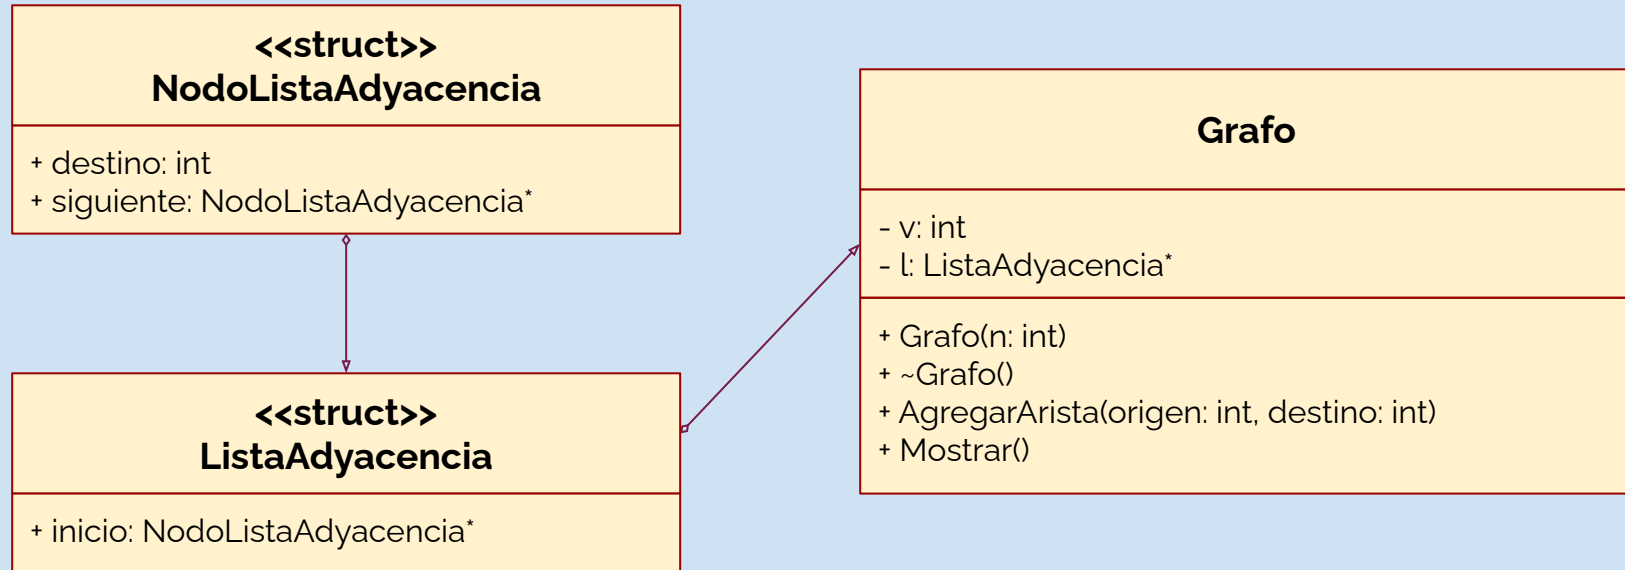 <<struct>>
NodoListaAdyacencia
+ destino: int
+ siguiente: NodoListaAdyacencia*
<<struct>>
ListaAdyacencia
+ inicio: NodoListaAdyacencia*
Grafo
- v: int
- l: ListaAdyacencia*
+ Grafo(n: int)
+ ~Grafo()
+ AgregarArista(origen: int, destino: int)
+ Mostrar()